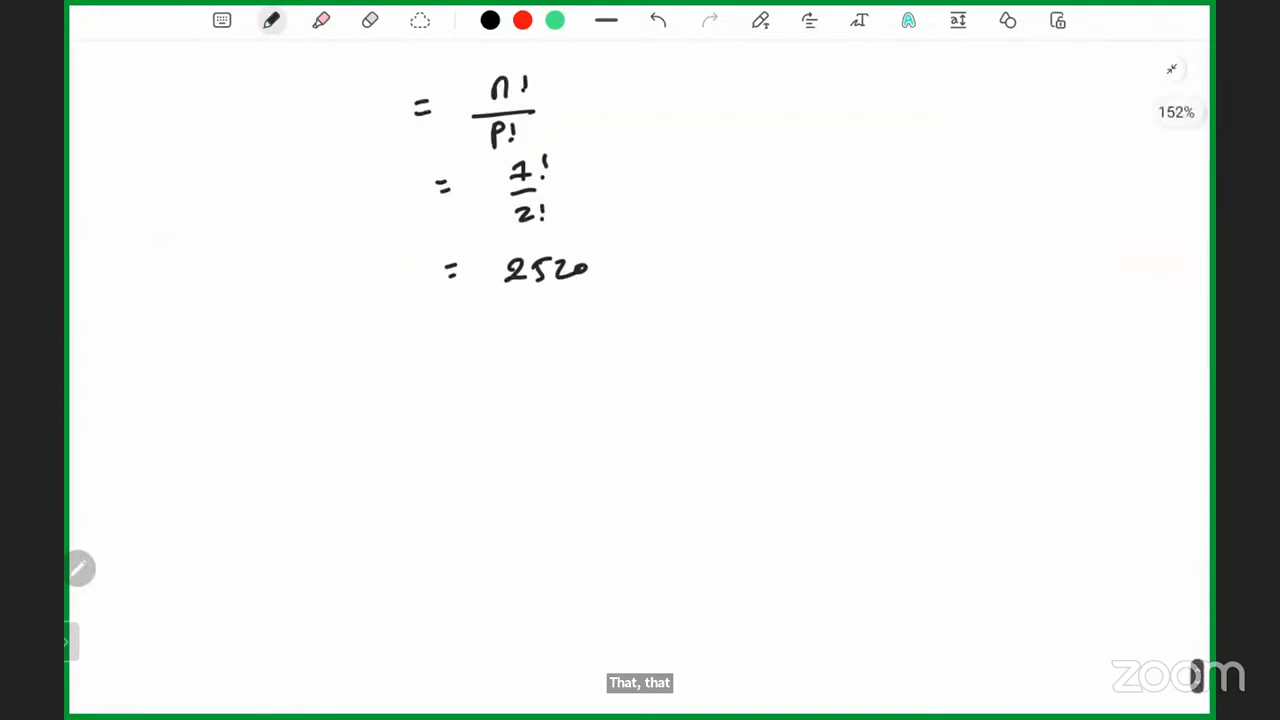 152%
= n!
p!
= 7!
2!
= 2520
That, that
zoom